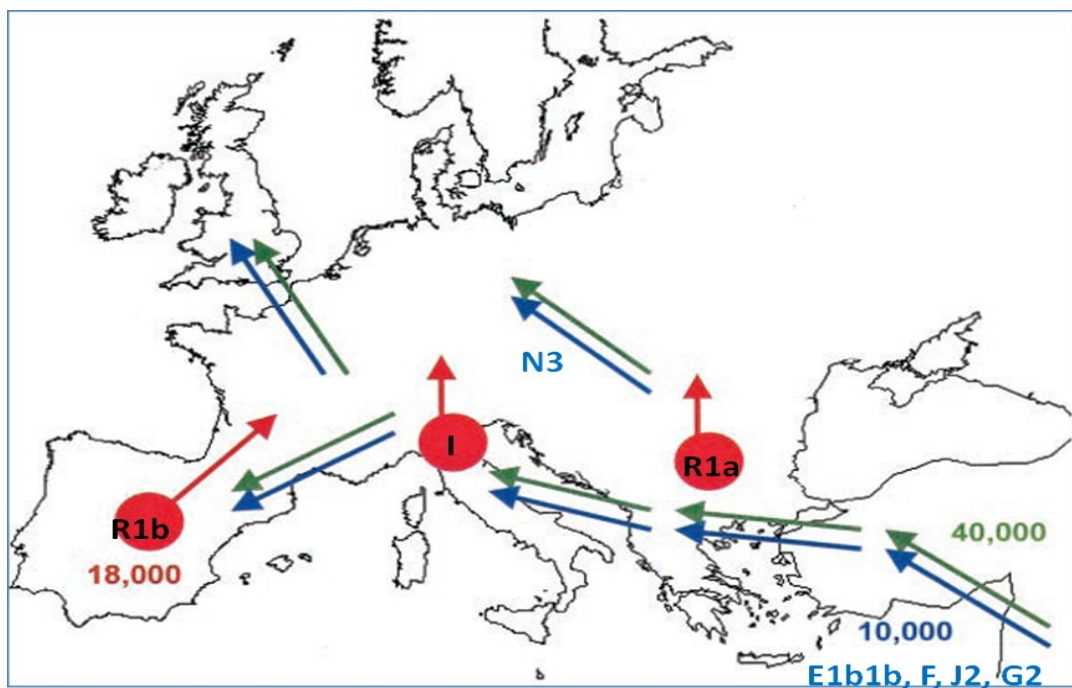 N3
I
R1a
R1b
18,000
40,000
10,000
E1b1b, F, J2, G2